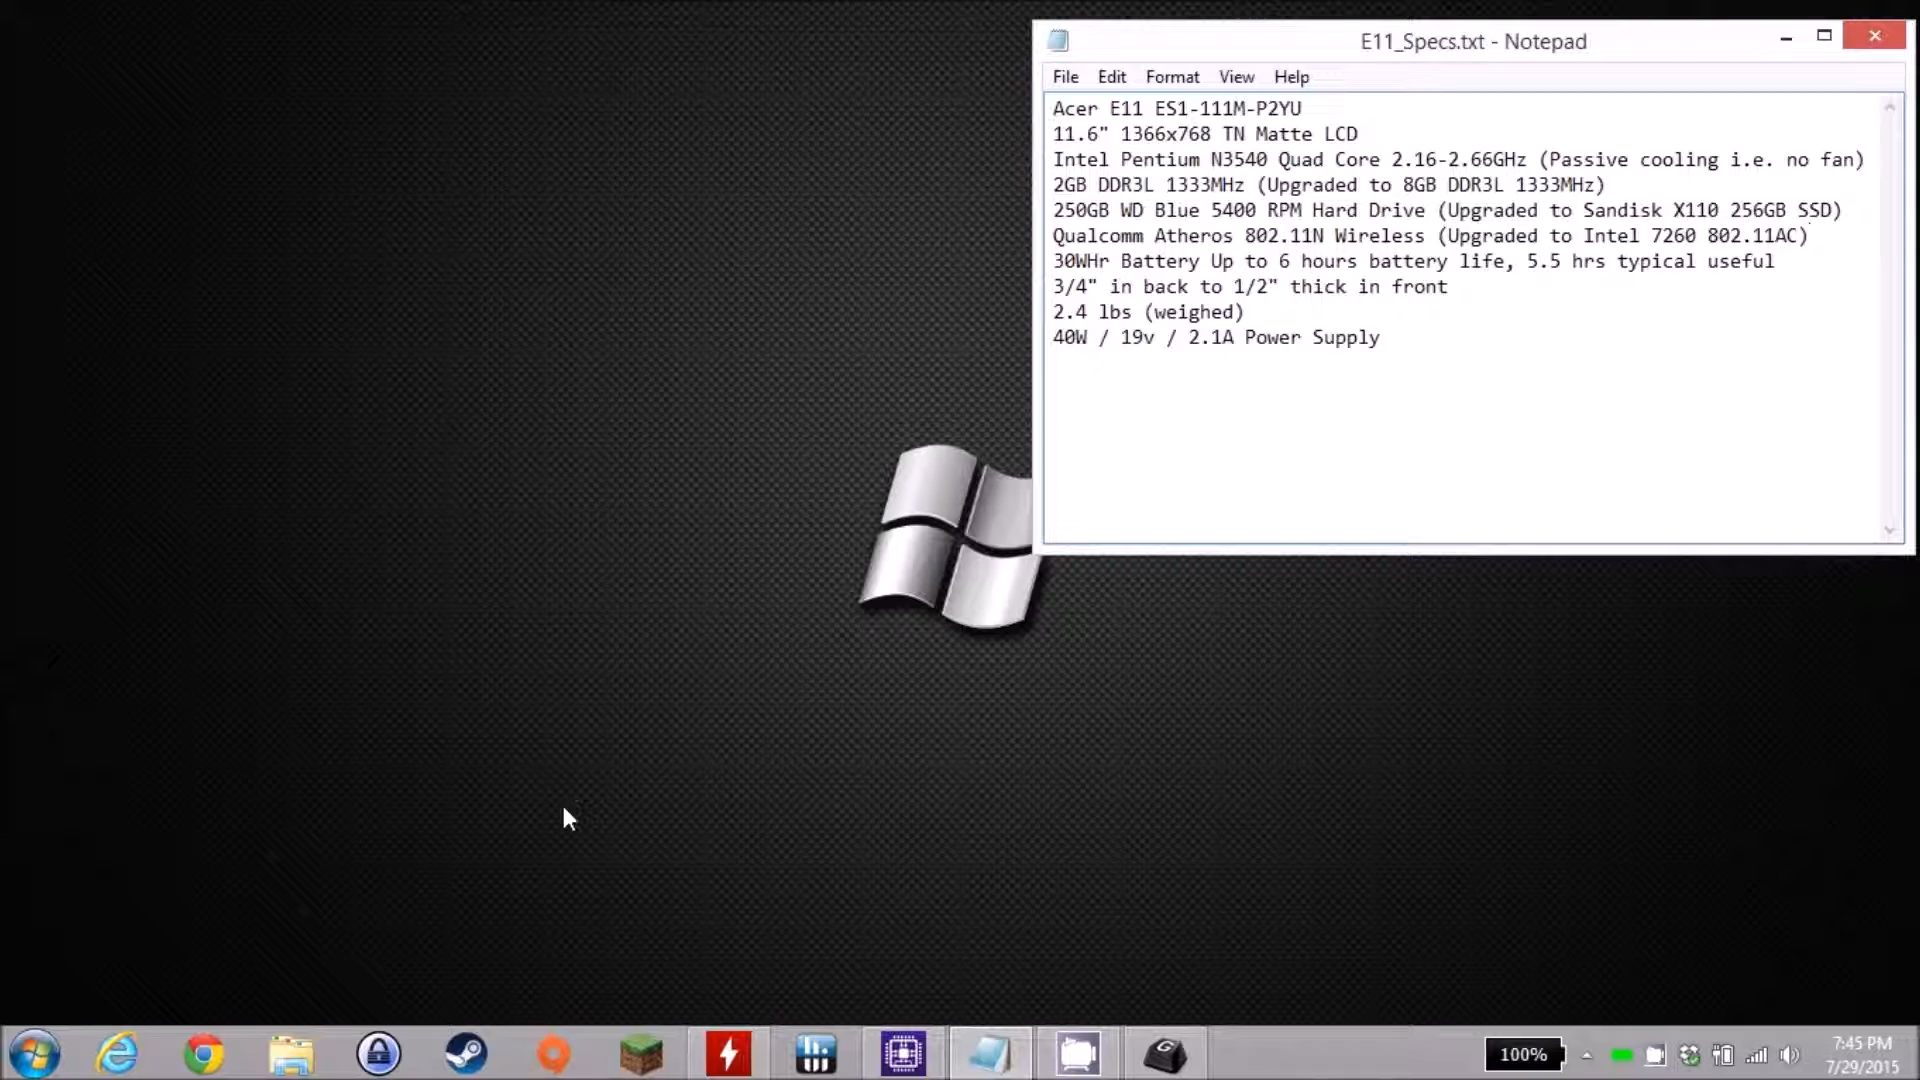 E11_Specs.txt - Notepad
File Edit Format View Help
Acer E11 ES1-111M-P2YU
11.6" 1366x768 TN Matte LCD
Intel Pentium N3540 Quad Core 2.16-2.66GHz (Passive cooling i.e. no fan)
2GB DDR3L 1333MHz (Upgraded to 8GB DDR3L 1333MHz)
250GB WD Blue 5400 RPM Hard Drive (Upgraded to Sandisk X110 256GB SSD)
Qualcomm Atheros 802.11N Wireless (Upgraded to Intel 7260 802.11AC)
30WHr Battery Up to 6 hours battery life, 5.5 hrs typical useful
3/4" in back to 1/2" thick in front
2.4 lbs (weighed)
40W / 19v / 2.1A Power Supply
G
100%
7:45 PM
7/29/2015